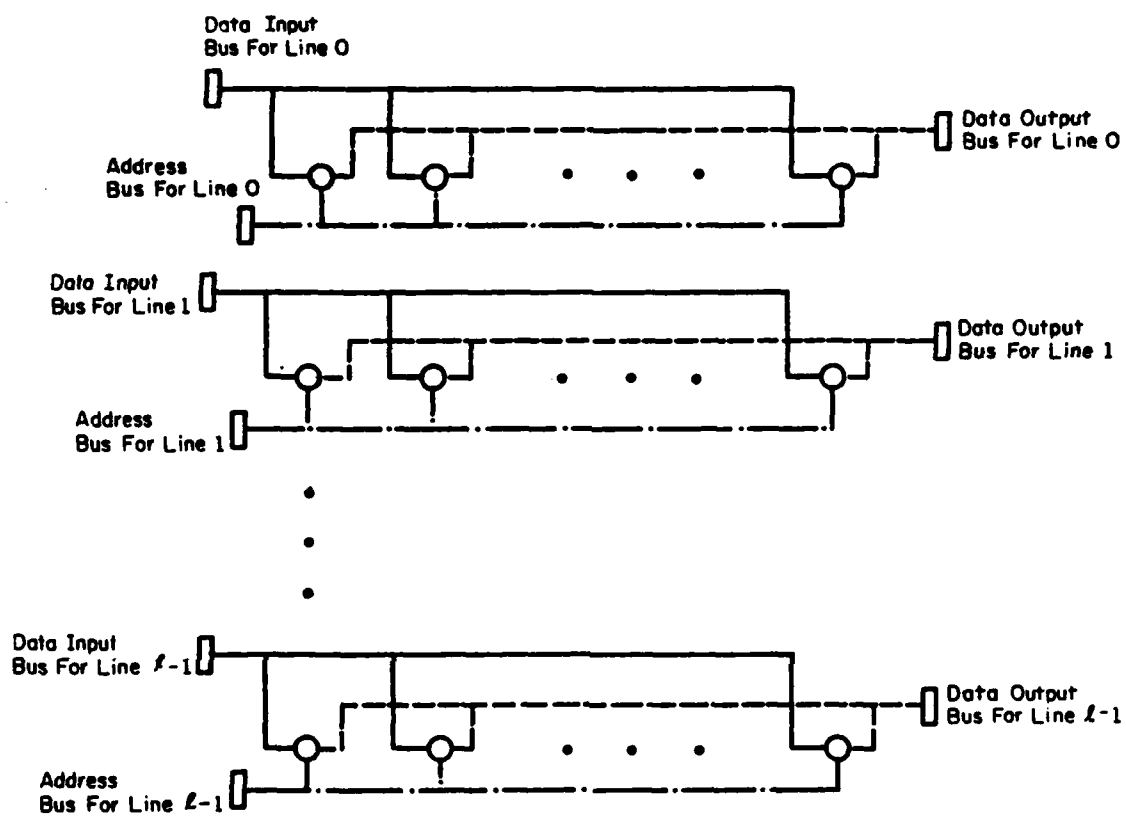 Data Input
Bus For Line 0
Data Output
Bus For Line 0
Address
Bus For Line 0
Data Input
Bus For Line 1
Data Output
Bus For Line 1
Address
Bus For Line 1
Data Input
Bus For Line ℓ-1
Data Output
Bus For Line ℓ-1
Address
Bus For Line ℓ-1